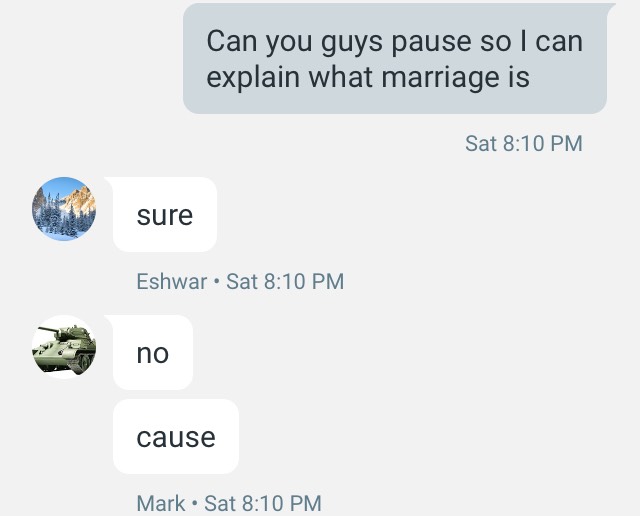 Can you guys pause so I can
explain what marriage is
Sat 8:10 PM
sure
Eshwar • Sat 8:10 PM
no
cause
Mark • Sat 8:10 PM